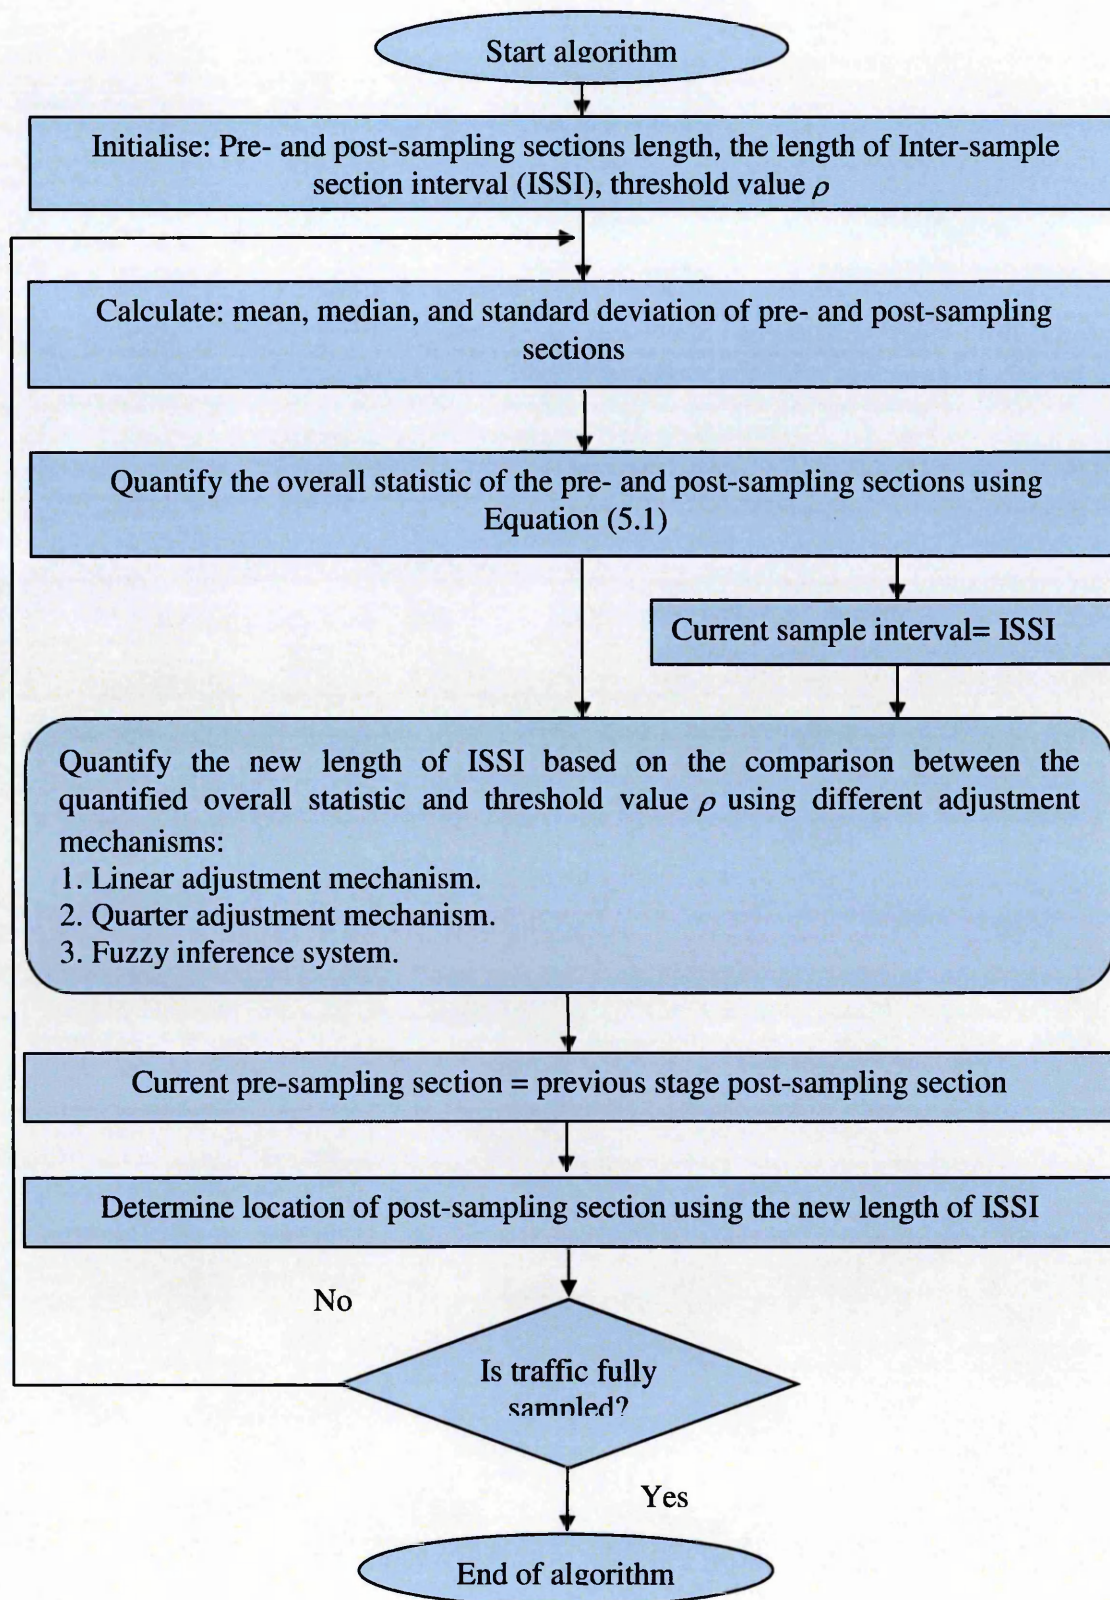 Start algorithm
Initialise: Pre- and post-sampling sections length, the length of Inter-sample
section interval (ISSI), threshold value ρ
Calculate: mean, median, and standard deviation of pre- and post-sampling
sections
Quantify the overall statistic of the pre- and post-sampling sections using
Equation (5.1)
Current sample interval= ISSI
Quantify the new length of ISSI based on the comparison between the
quantified overall statistic and threshold value ρ using different adjustment
mechanisms:
1. Linear adjustment mechanism.
2. Quarter adjustment mechanism.
3. Fuzzy inference system.
Current pre-sampling section = previous stage post-sampling section
Determine location of post-sampling section using the new length of ISSI
No
Is traffic fully
sampled?
Yes
End of algorithm